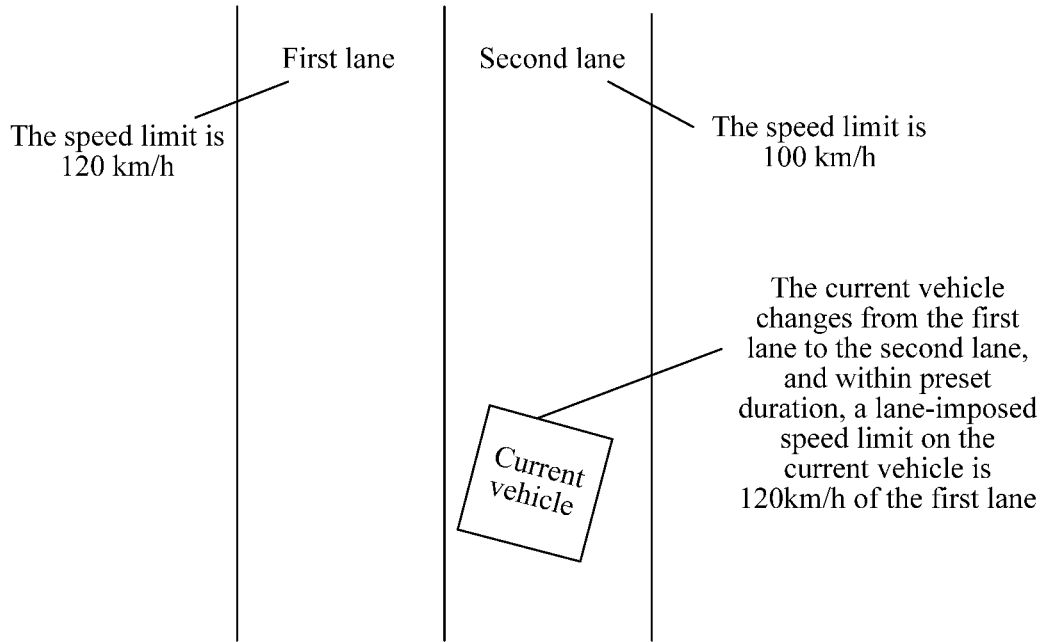 First lane
Second lane
The speed limit is
120 km/h
The speed limit is
100 km/h
The current vehicle
changes from the first
lane to the second lane,
and within preset
duration, a lane-imposed
speed limit on the
current vehicle is
120km/h of the first lane
Current
vehicle